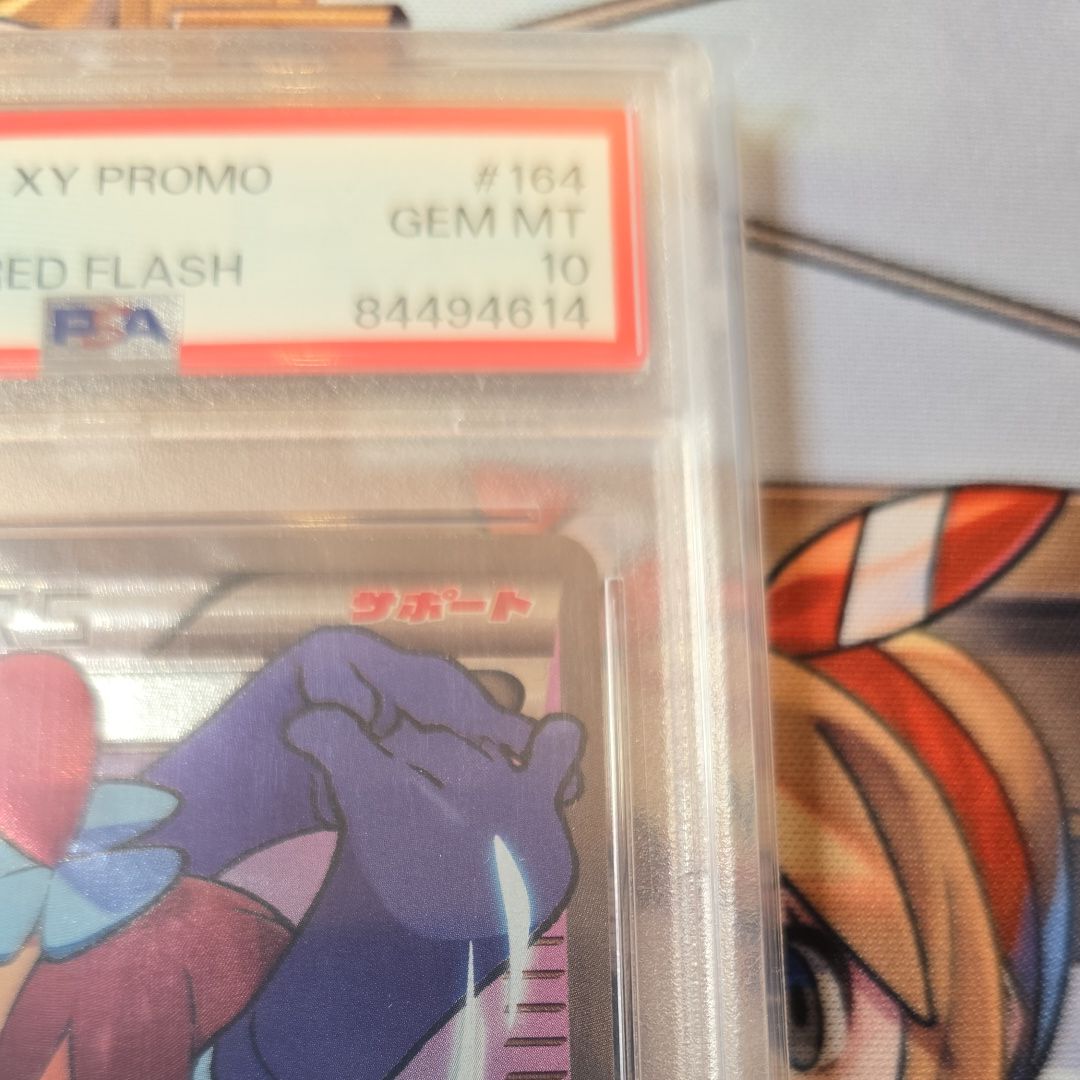 XY PROMO #164
GEM MT
RED FLASH 10
PSA 84494614
サポート